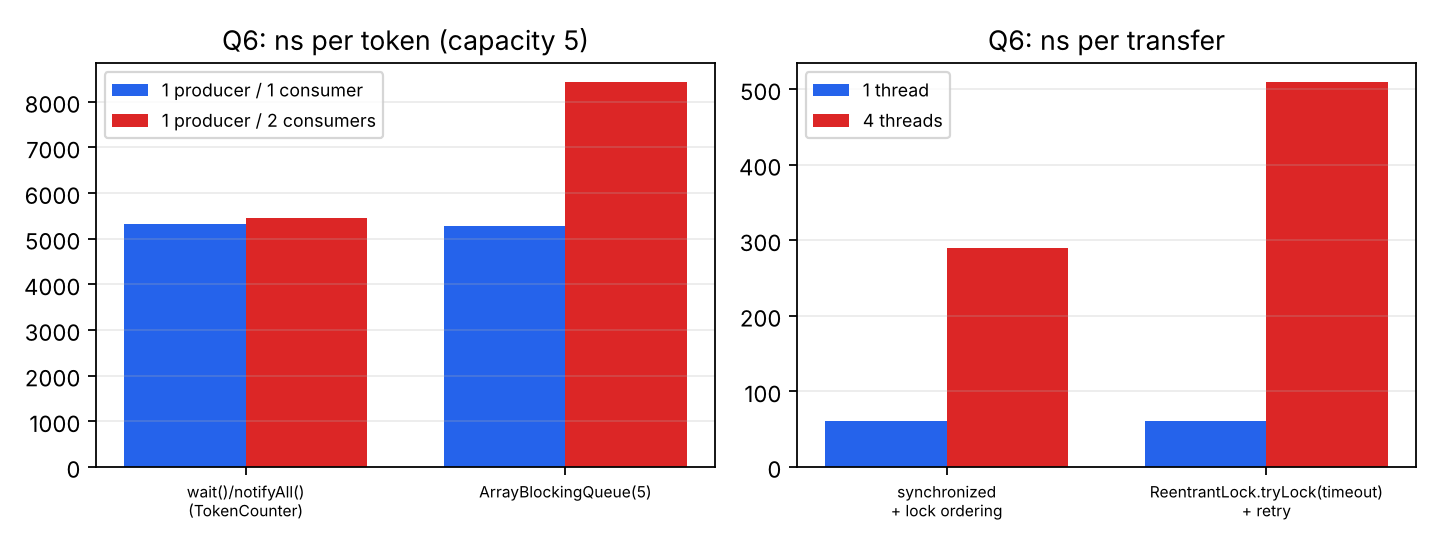 Q6: ns per token (capacity 5)
1 producer / 1 consumer
1 producer / 2 consumers
8000
7000
6000
5000
4000
3000
2000
1000
0
wait()/notifyAll()
(TokenCounter)
ArrayBlockingQueue(5)
Q6: ns per transfer
1 thread
4 threads
500
400
300
200
100
0
synchronized
+ lock ordering
ReentrantLock.tryLock(timeout)
+ retry